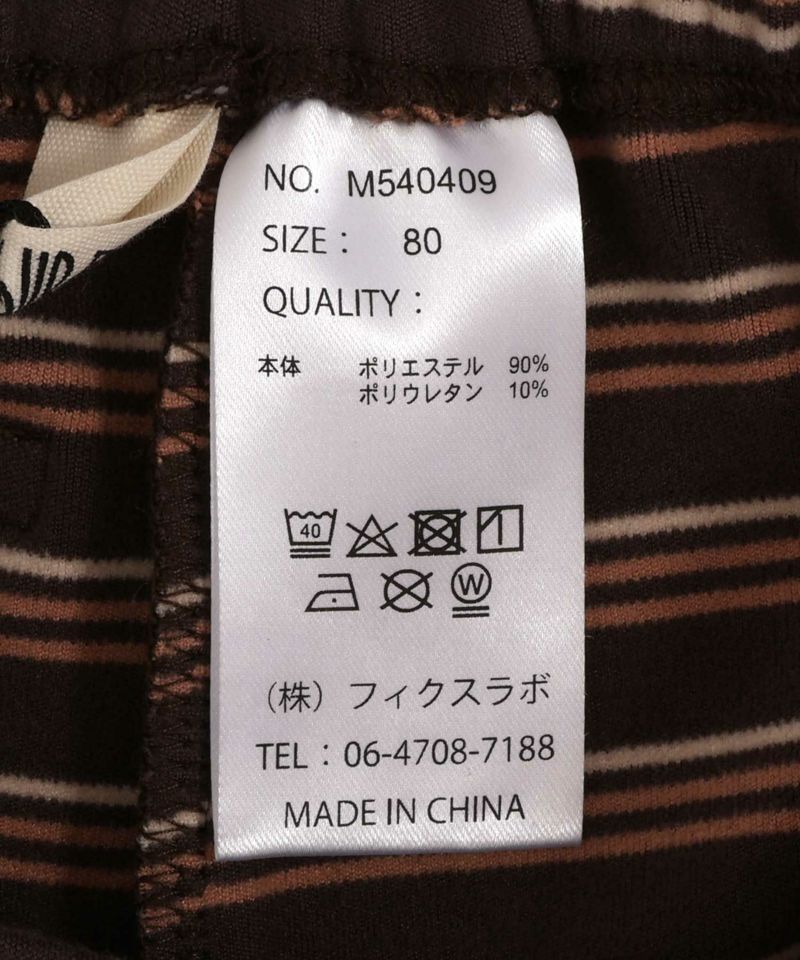 NO. M540409
SIZE : 80
QUALITY :
本体 ポリエステル 90%
ポリウレタン 10%
40
W
（株）フィクスラボ
TEL : 06-4708-7188
MADE IN CHINA